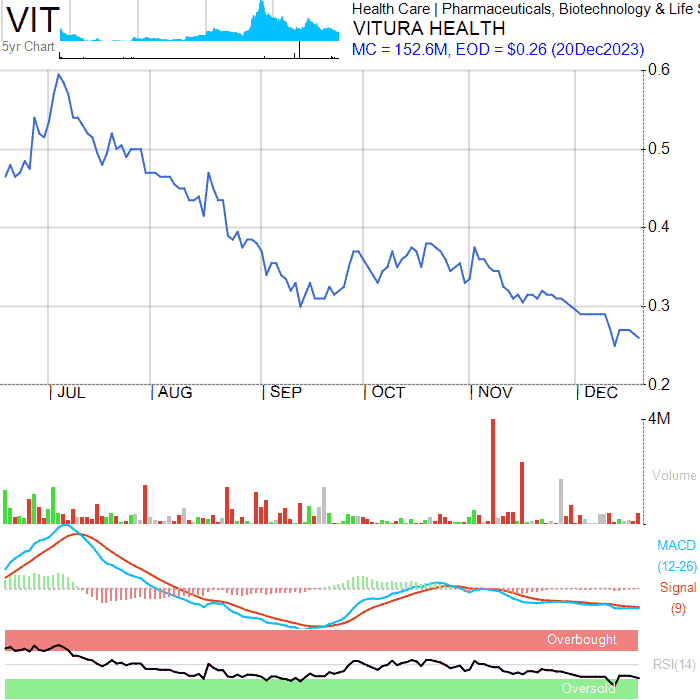 VIT
5yr Chart
Health Care | Pharmaceuticals, Biotechnology & Life S
VITURA HEALTH
MC = 152.6M, EOD = $0.26 (20Dec2023)
0.6
0.5
0.4
0.3
0.2
JUL AUG SEP OCT NOV DEC
4M
Volume
MACD
(12-26)
Signal
(9)
Overbought
RSI(14)
Oversold